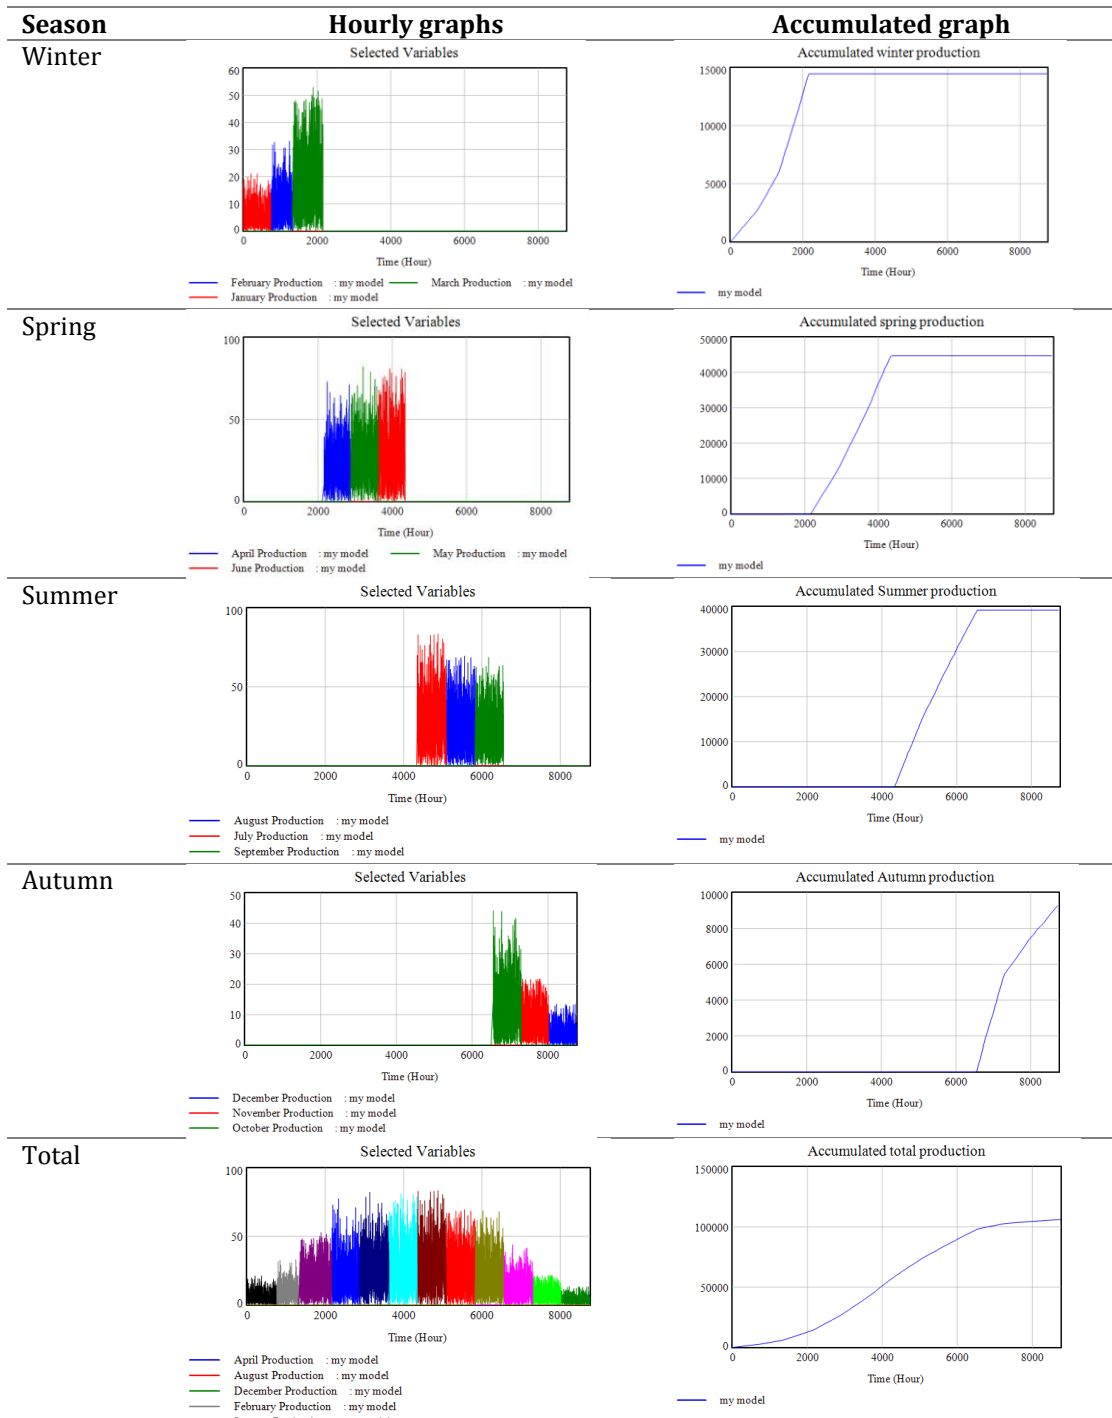 Season Hourly graphs Accumulated graph
Winter
Selected Variables
60
50
40
30
20
10
0
0 2000 4000 6000 8000
Time (Hour)
February Production : my model March Production : my model
January Production : my model
Accumulated winter production
15000
10000
5000
0
0 2000 4000 6000 8000
Time (Hour)
my model
Spring
Selected Variables
100
50
0
0 2000 4000 6000 8000
Time (Hour)
April Production : my model May Production : my model
June Production : my model
Accumulated spring production
50000
40000
30000
20000
10000
0
0 2000 4000 6000 8000
Time (Hour)
my model
Summer
Selected Variables
100
50
0
0 2000 4000 6000 8000
Time (Hour)
August Production : my model
July Production : my model
September Production : my model
Accumulated Summer production
40000
30000
20000
10000
0
0 2000 4000 6000 8000
Time (Hour)
my model
Autumn
Selected Variables
50
40
30
20
10
0
0 2000 4000 6000 8000
Time (Hour)
December Production : my model
November Production : my model
October Production : my model
Accumulated Autumn production
10000
8000
6000
4000
2000
0
0 2000 4000 6000 8000
Time (Hour)
my model
Total
Selected Variables
100
50
0
0 2000 4000 6000 8000
Time (Hour)
April Production : my model
August Production : my model
December Production : my model
February Production : my model
Accumulated total production
150000
100000
50000
0
0 2000 4000 6000 8000
Time (Hour)
my model